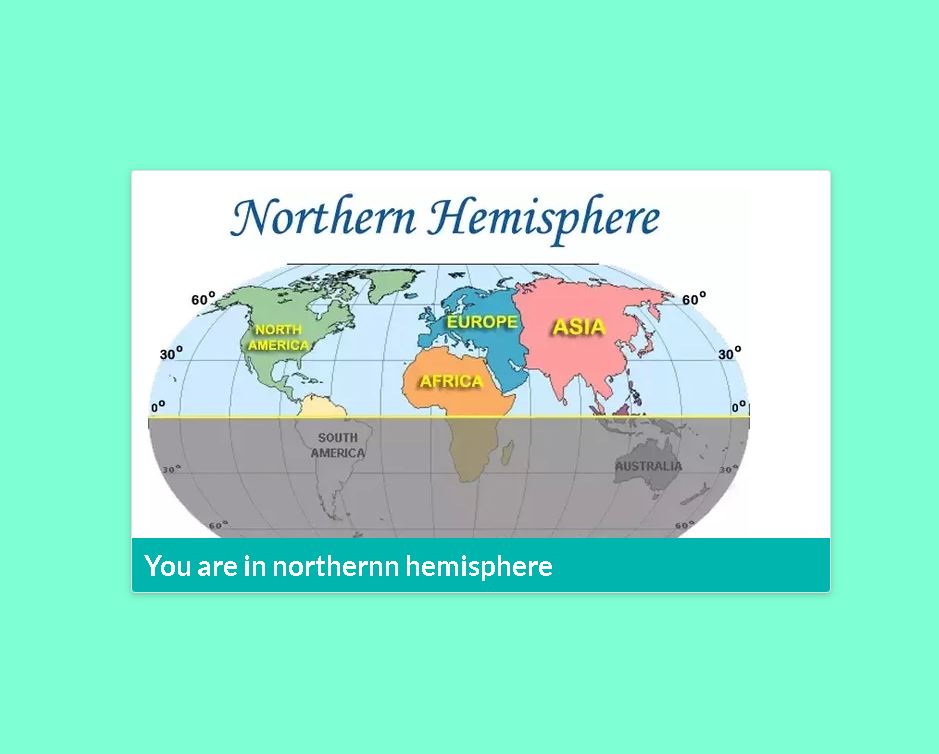 Northern Hemisphere
60°
60°
NORTH
AMERICA
EUROPE
ASIA
30°
30°
AFRICA
0°
0°
SOUTH
AMERICA
AUSTRALIA
30°
30°
60°
60°
You are in northernn hemisphere